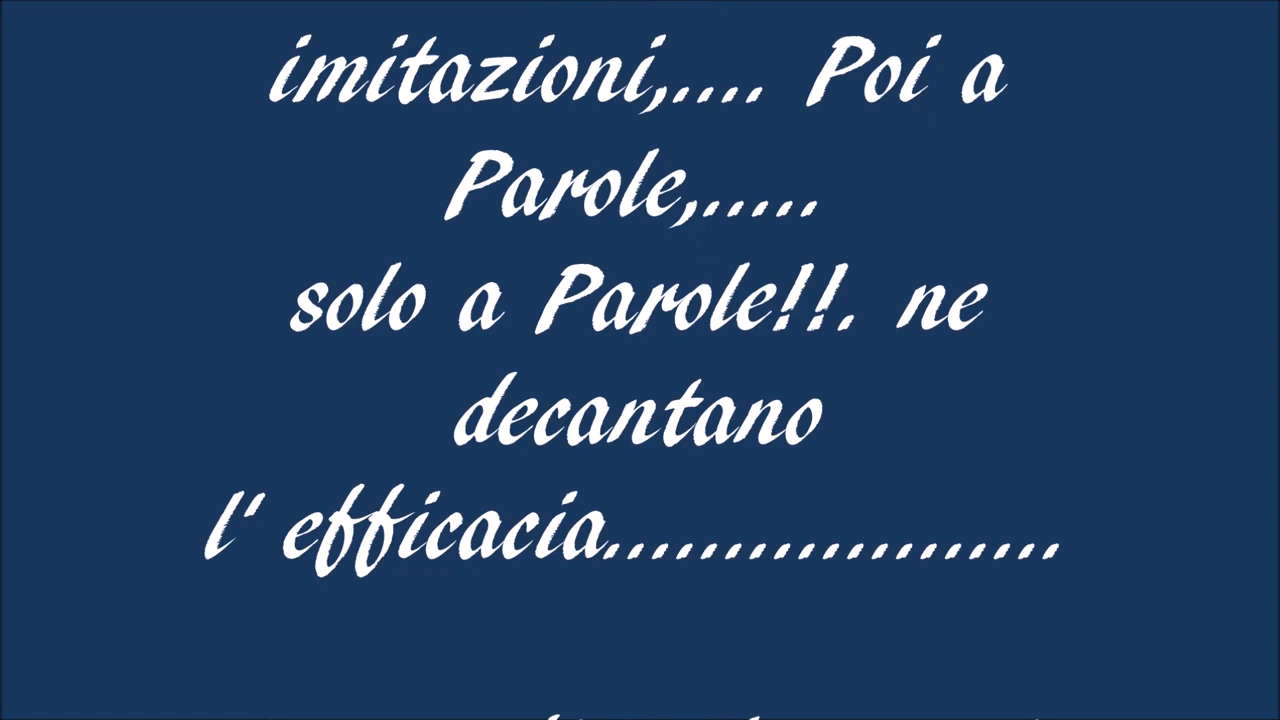 imitazioni,.... Poi a
Parole,.....
solo a Parole!!. ne
decantano
l' efficacia...................